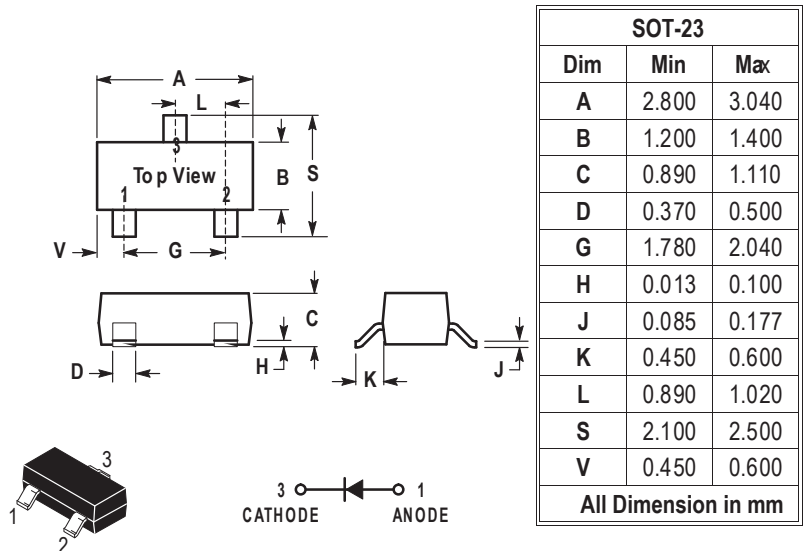 A
L
3
Top View
B
S
1
2
V
G
C
D
H
K
J
3
1
2
3
1
CATHODE
ANODE
SOT-23
Dim Min Max
A 2.800 3.040
B 1.200 1.400
C 0.890 1.110
D 0.370 0.500
G 1.780 2.040
H 0.013 0.100
J 0.085 0.177
K 0.450 0.600
L 0.890 1.020
S 2.100 2.500
V 0.450 0.600
All Dimension in mm